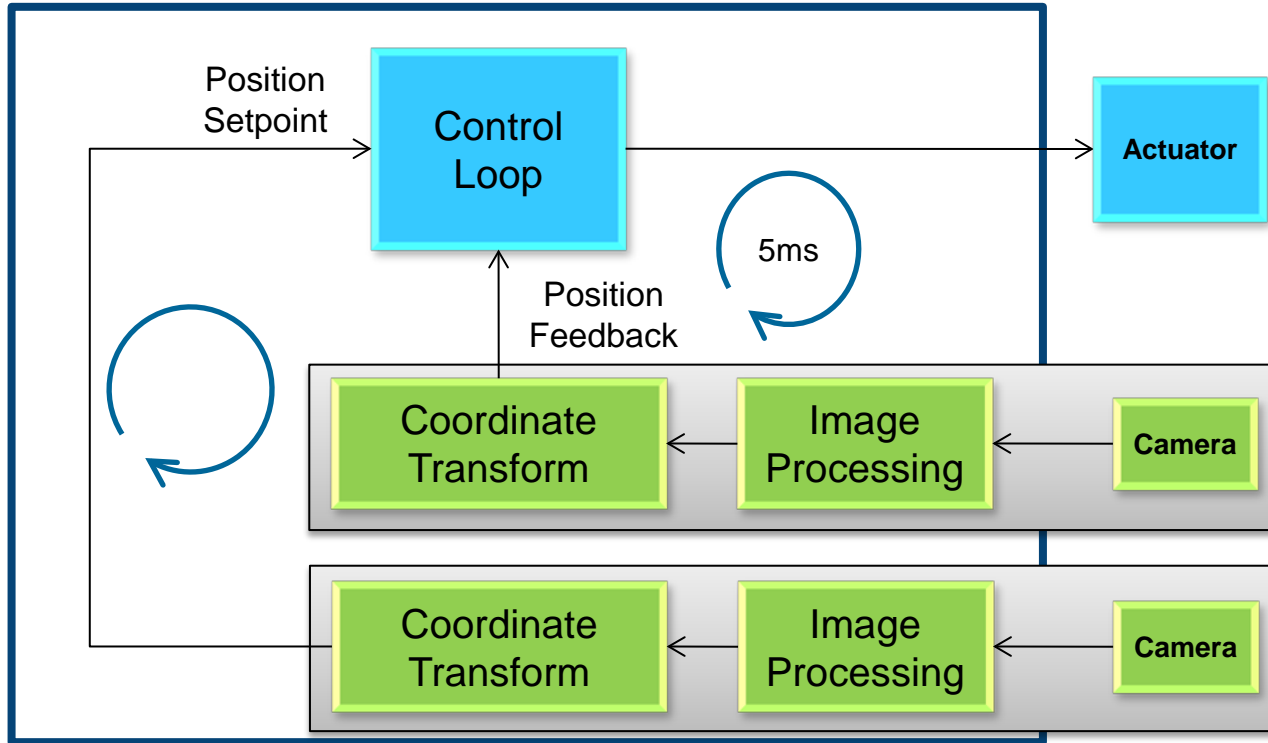 Position
Setpoint
Control
Loop
Actuator
5ms
Position
Feedback
Coordinate
Transform
Image
Processing
Camera
Coordinate
Transform
Image
Processing
Camera